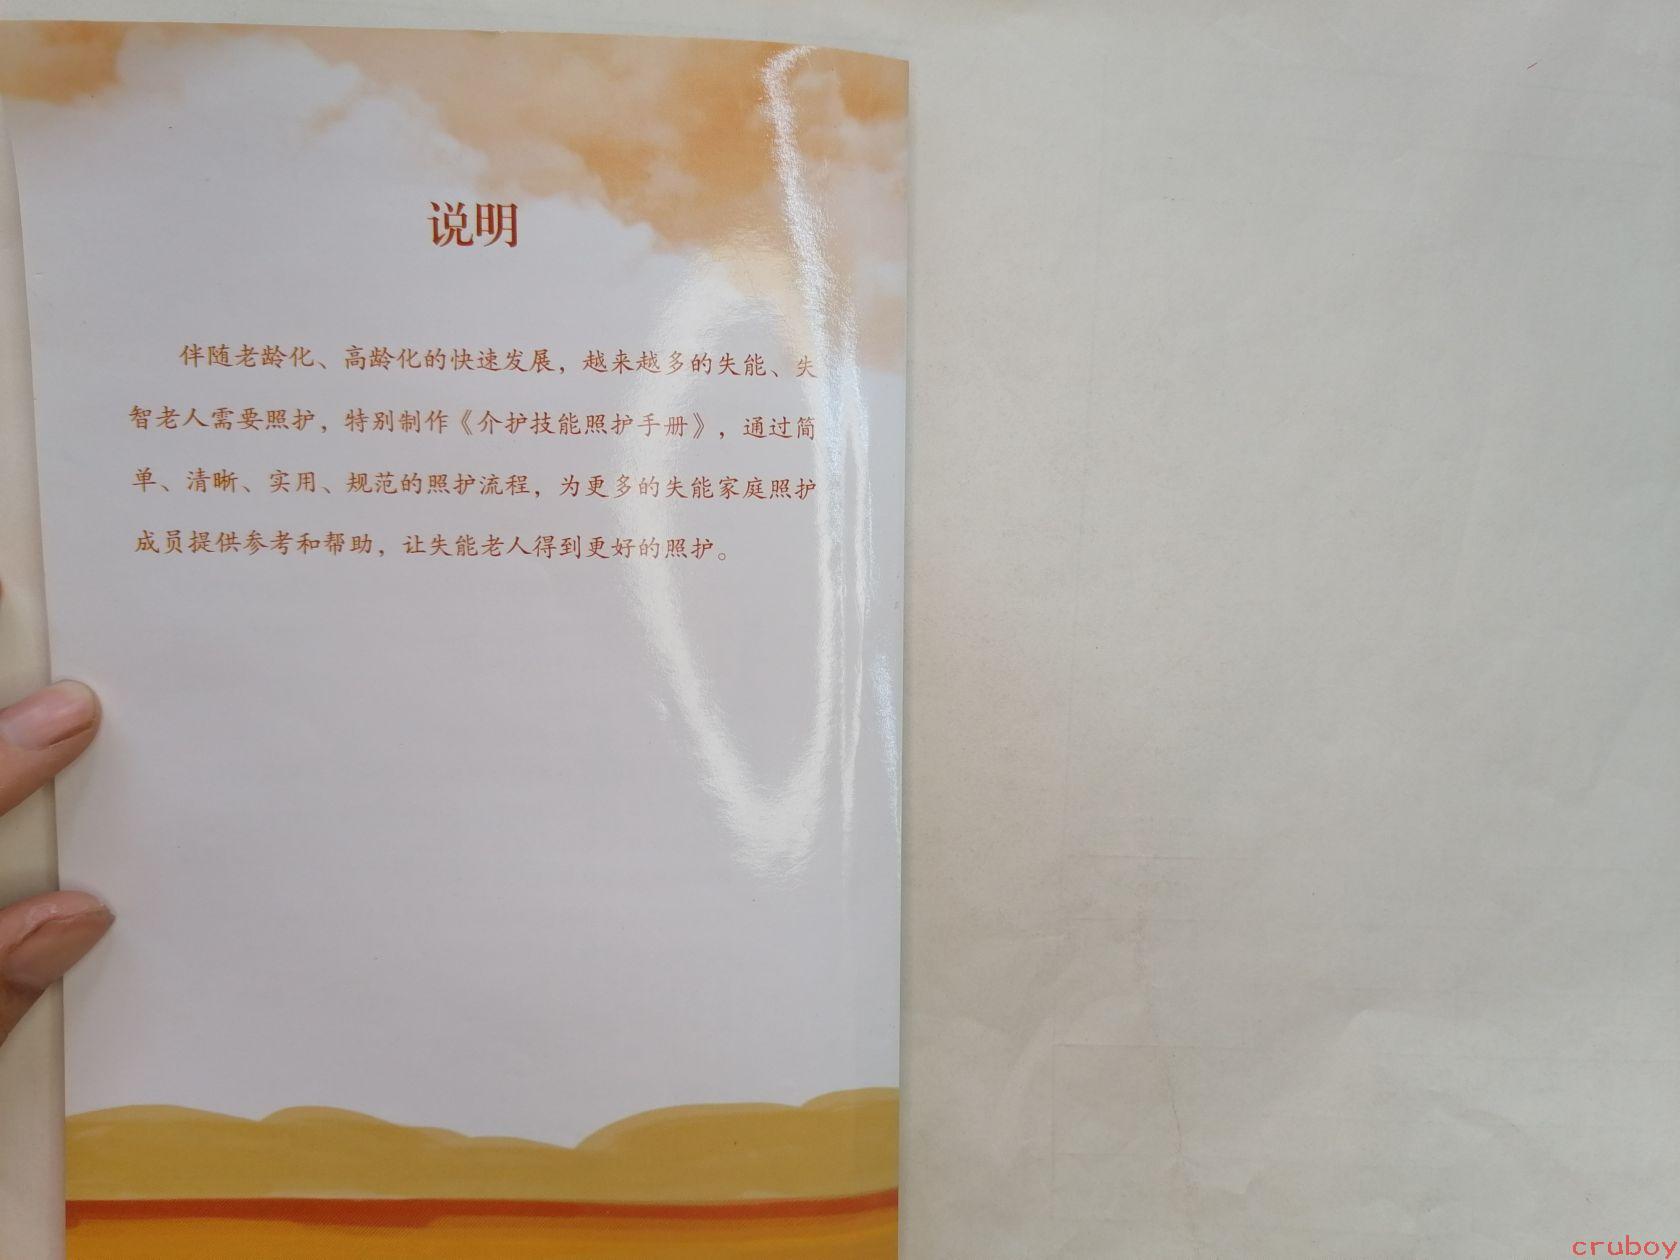 说明
伴随老龄化、高龄化的快速发展，越来越多的失能、失
智老人需要照护，特别制作《介护技能照护手册》，通过简
单、清晰、实用、规范的照护流程，为更多的失能家庭照护
成员提供参考和帮助，让失能老人得到更好的照护。
cruboy